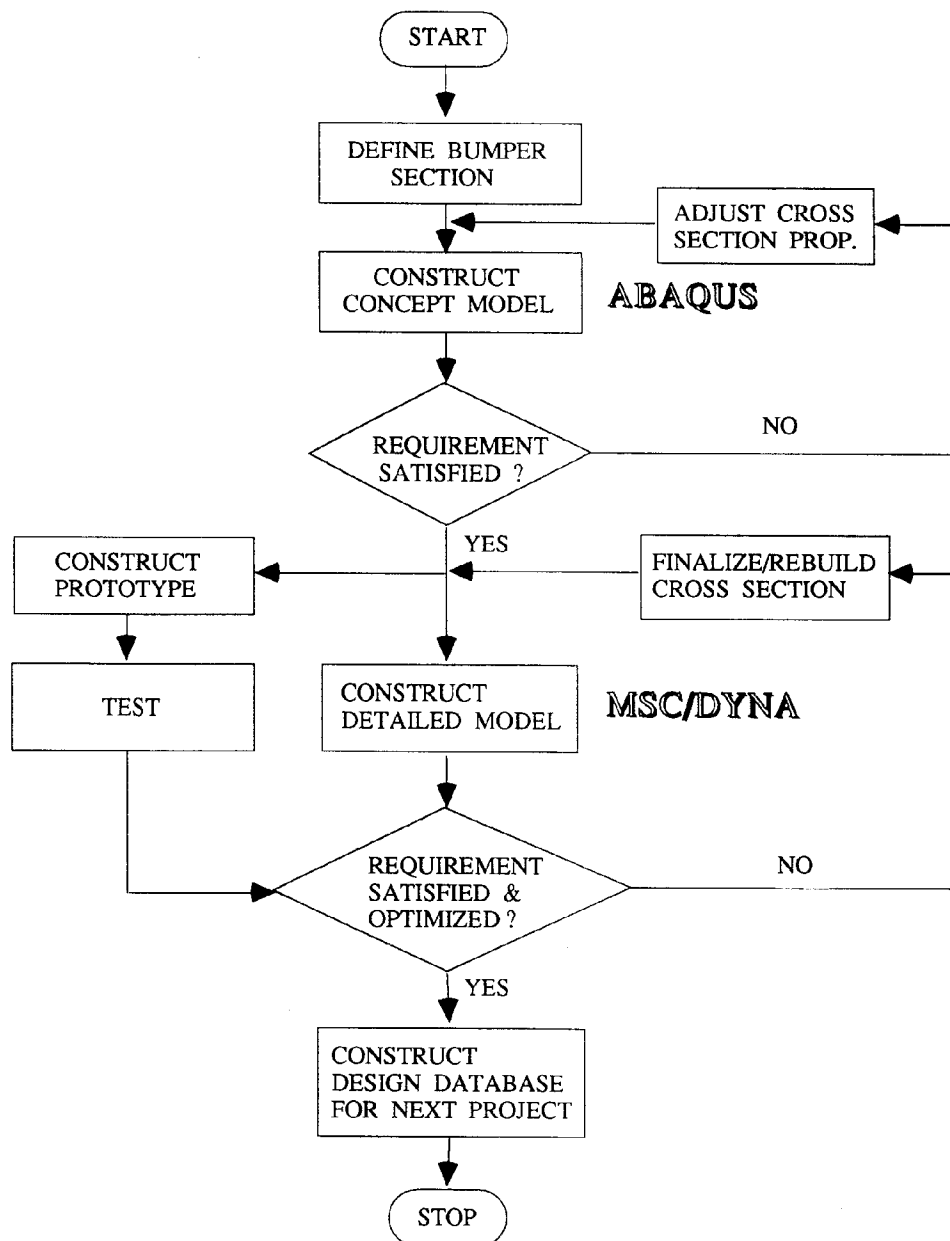 START
DEFINE BUMPER
SECTION
ADJUST CROSS
SECTION PROP.
CONSTRUCT
CONCEPT MODEL
ABAQUS
REQUIREMENT
SATISFIED ?
NO
YES
CONSTRUCT
PROTOTYPE
FINALIZE/REBUILD
CROSS SECTION
TEST
CONSTRUCT
DETAILED MODEL
MSC/DYNA
REQUIREMENT
SATISFIED &
OPTIMIZED ?
NO
YES
CONSTRUCT
DESIGN DATABASE
FOR NEXT PROJECT
STOP